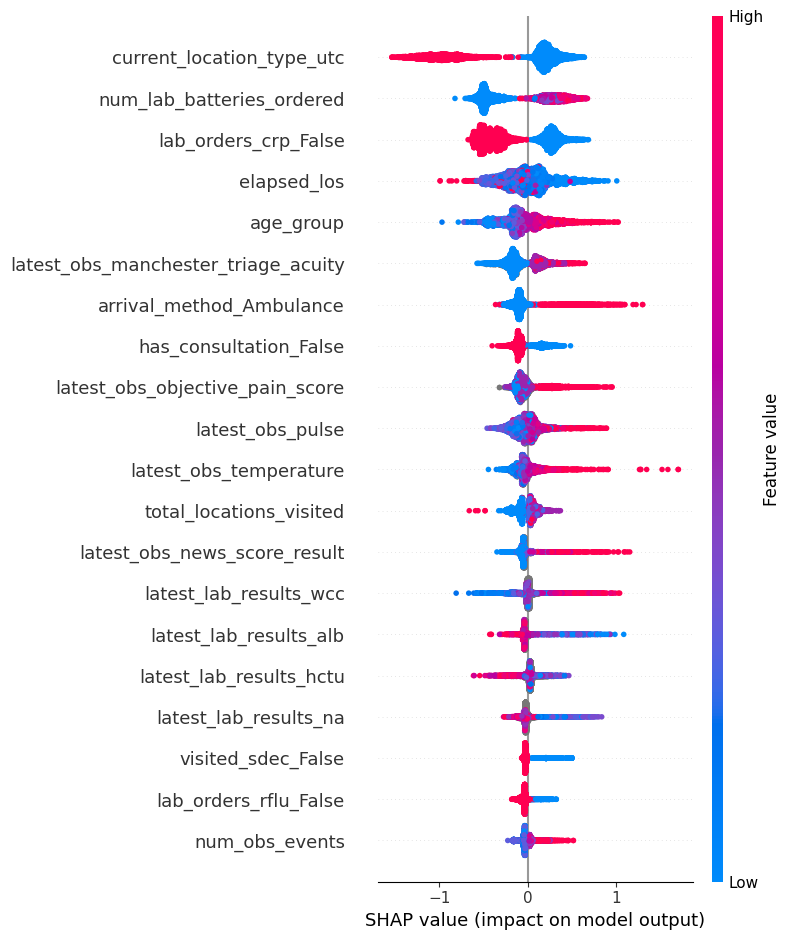 High
current_location_type_utc
num_lab_batteries_ordered
lab_orders_crp_False
elapsed_los
age_group
latest_obs_manchester_triage_acuity
arrival_method_Ambulance
has_consultation_False
latest_obs_objective_pain_score
latest_obs_pulse
latest_obs_temperature
total_locations_visited
latest_obs_news_score_result
latest_lab_results_wcc
latest_lab_results_alb
latest_lab_results_hctu
latest_lab_results_na
visited_sdec_False
lab_orders_rflu_False
num_obs_events
Feature value
Low
−1 0 1
SHAP value (impact on model output)